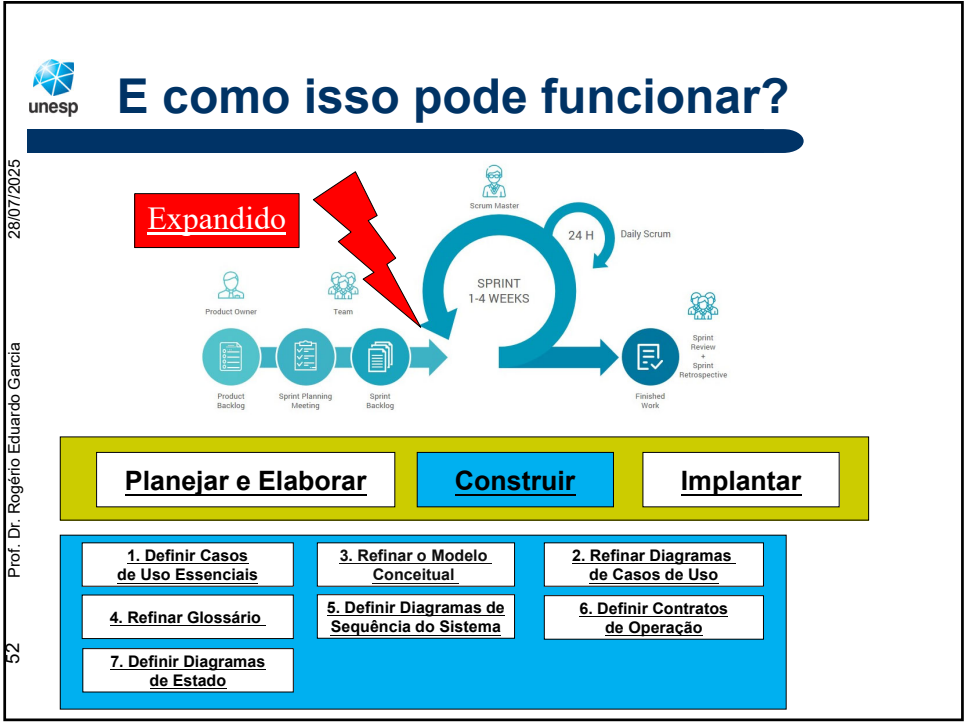 unesp
E como isso pode funcionar?
28/07/2025
Prof. Dr. Rogério Eduardo Garcia
52
Expandido
Scrum Master
24 H
Daily Scrum
SPRINT
1-4 WEEKS
Product Owner
Team
Sprint
Review
+
Sprint
Retrospective
Product
Backlog
Sprint Planning
Meeting
Sprint
Backlog
Finished
Work
Planejar e Elaborar
Construir
Implantar
1. Definir Casos
de Uso Essenciais
3. Refinar o Modelo
Conceitual
2. Refinar Diagramas
de Casos de Uso
4. Refinar Glossário
5. Definir Diagramas de
Sequência do Sistema
6. Definir Contratos
de Operação
7. Definir Diagramas
de Estado